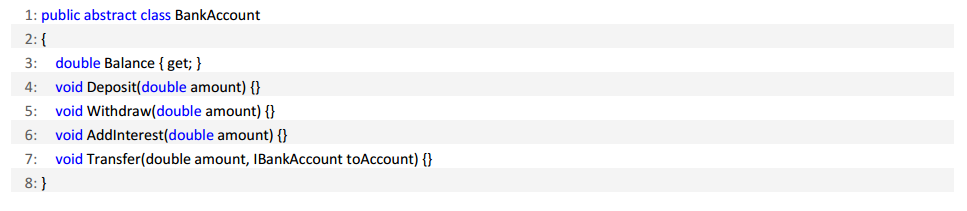 1: public abstract class BankAccount
2: {
3: double Balance { get; }
4: void Deposit(double amount) {}
5: void Withdraw(double amount) {}
6: void AddInterest(double amount) {}
7: void Transfer(double amount, IBankAccount toAccount) {}
8: }